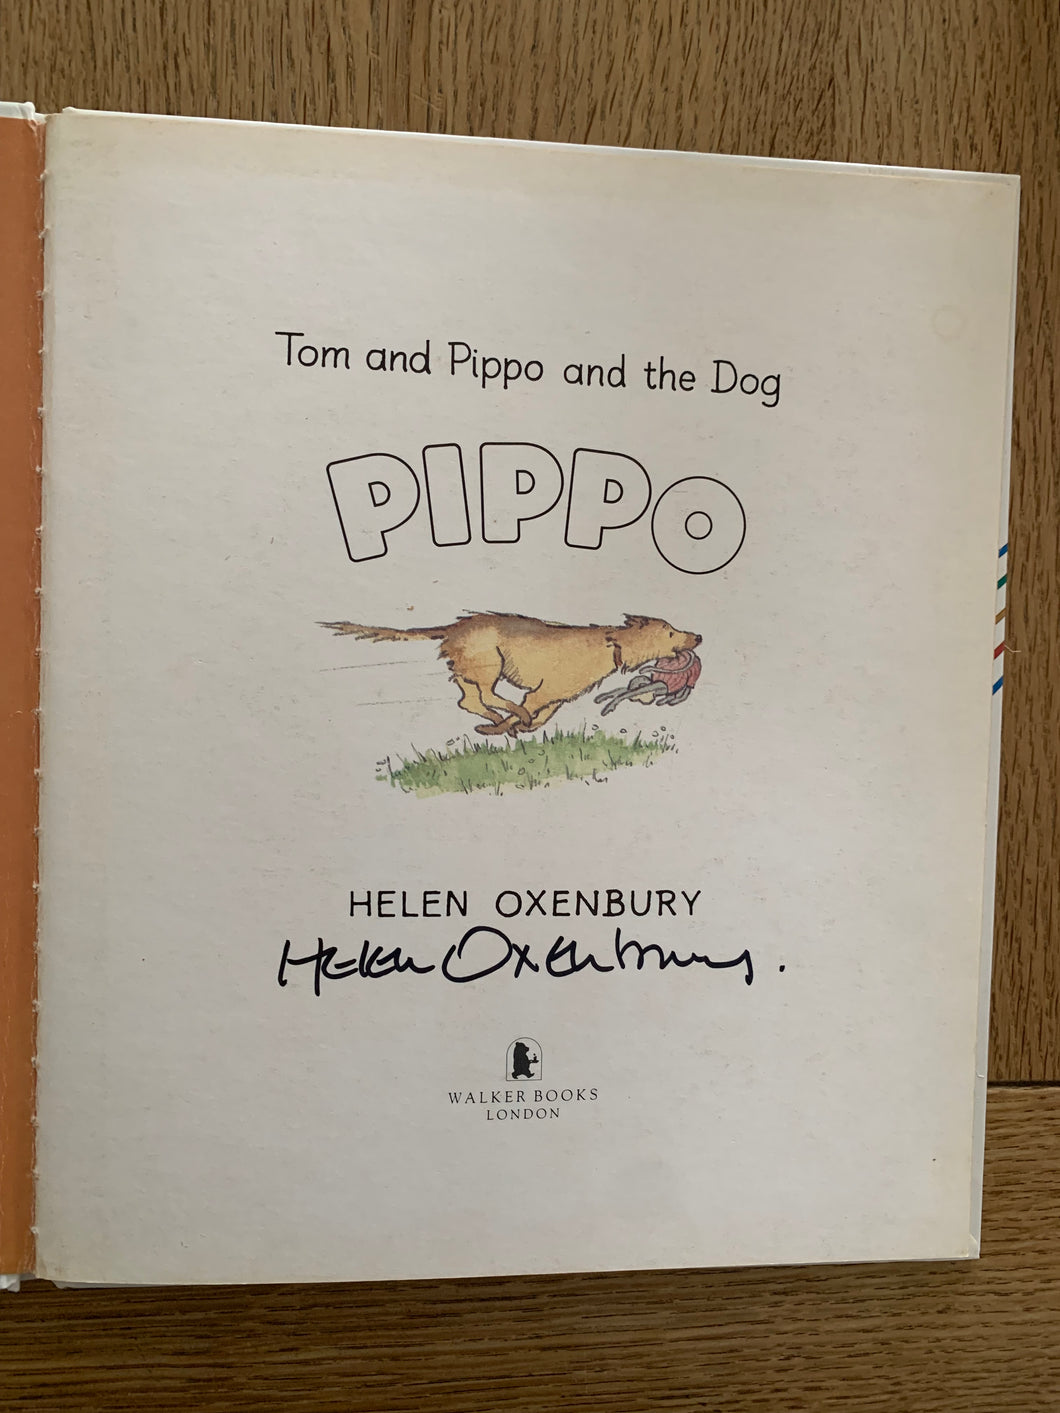 Tom and Pippo and the Dog
PIPPO
HELEN OXENBURY
Helen Oxenbury.
WALKER BOOKS
LONDON